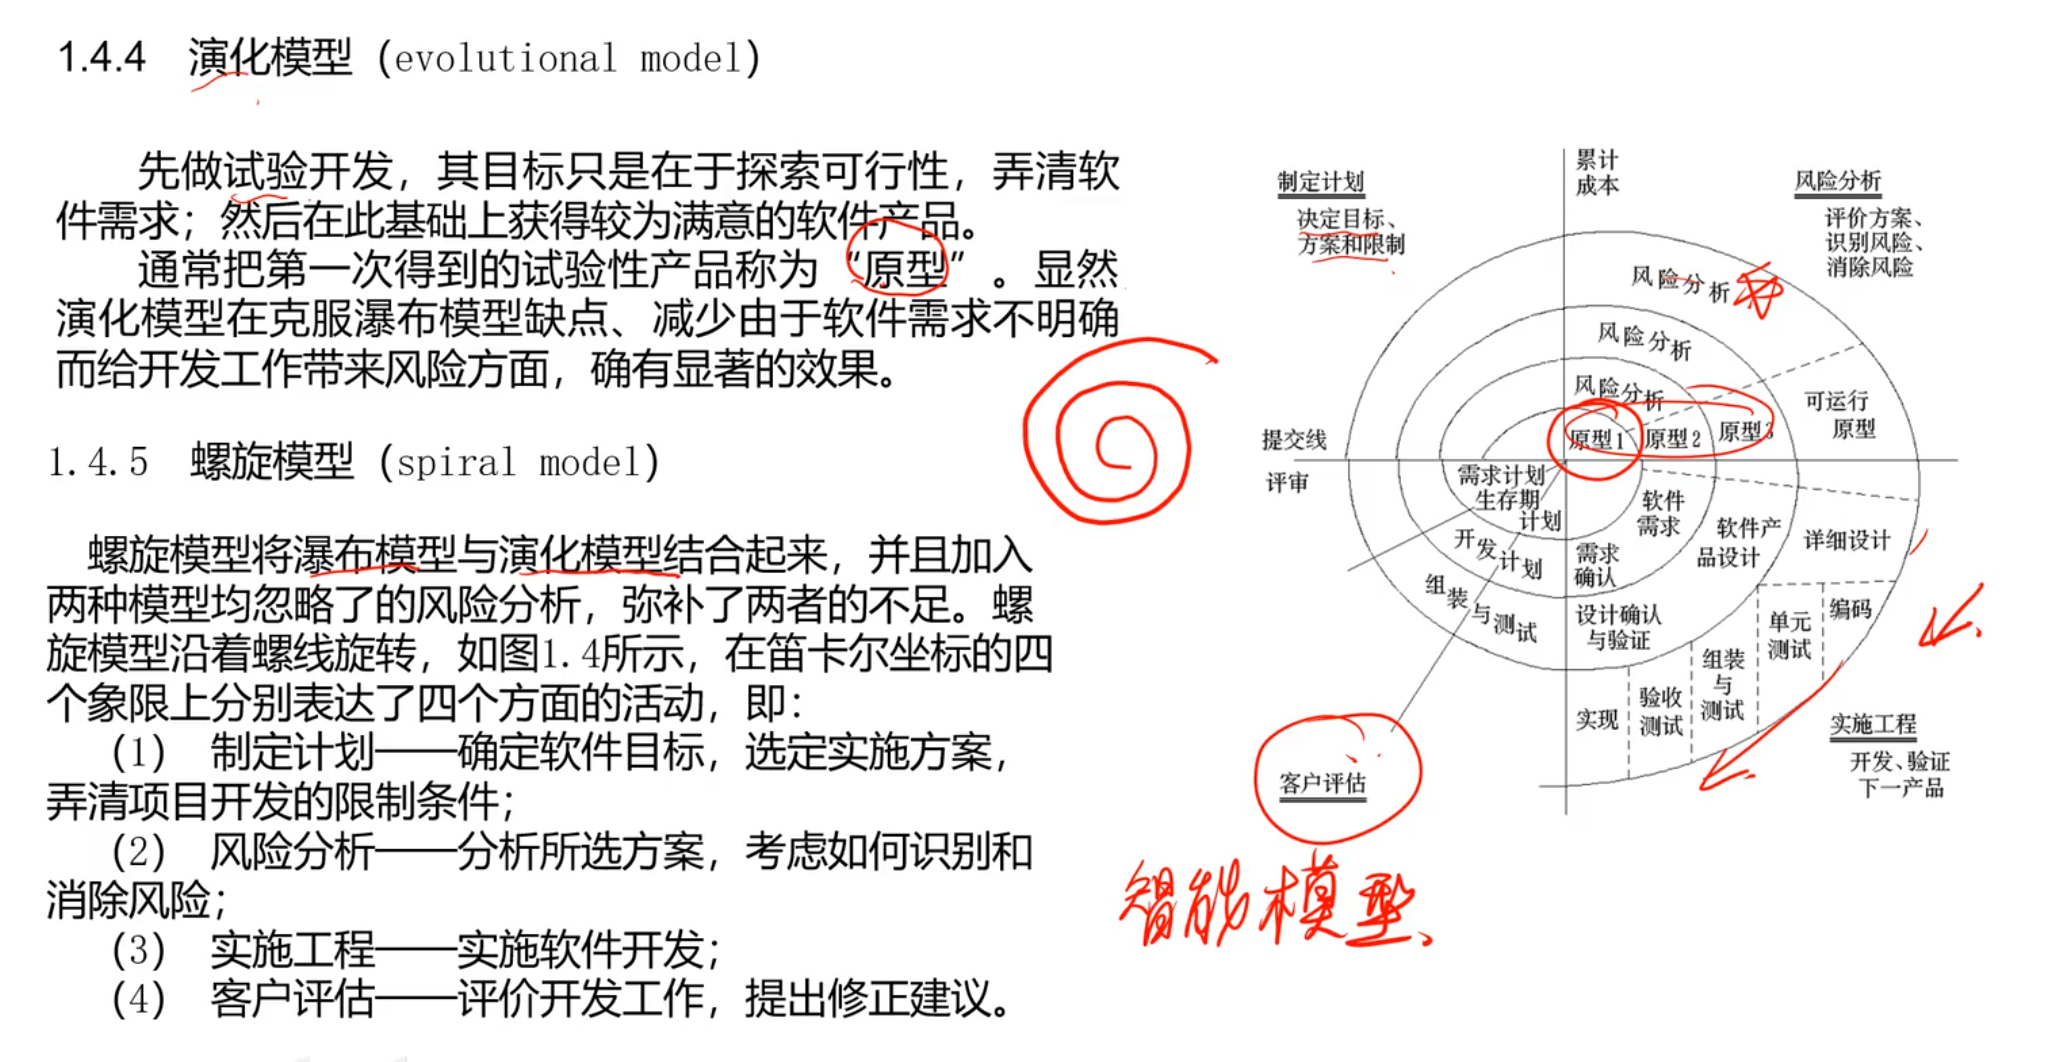 1.4.4 演化模型（evolutional model）
先做试验开发，其目标只是在于探索可行性，弄清软
件需求；然后在此基础上获得较为满意的软件产品。
通常把第一次得到的试验性产品称为“原型”。显然
演化模型在克服瀑布模型缺点、减少由于软件需求不明确
而给开发工作带来风险方面，确有显著的效果。
1.4.5 螺旋模型（spiral model）
螺旋模型将瀑布模型与演化模型结合起来，并且加入
两种模型均忽略了的风险分析，弥补了两者的不足。螺
旋模型沿着螺线旋转，如图1.4所示，在笛卡尔坐标的四
个象限上分别表达了四个方面的活动，即：
（1） 制定计划——确定软件目标，选定实施方案，
弄清项目开发的限制条件；
（2） 风险分析——分析所选方案，考虑如何识别和
消除风险；
（3） 实施工程——实施软件开发；
（4） 客户评估——评价开发工作，提出修正建议。
累计
成本
制定计划
决定目标、
方案和限制
风险分析
评价方案、
识别风险、
消除风险
风险分析
风险分析
风险分析
可运行
原型
原型1
原型2
原型3
提交线
评审
需求计划
生存期
计划
软件
需求
软件产
品设计
详细设计
开发计划
需求
确认
组装与测试
设计确认
与验证
编码
单元
测试
组装
与
测试
验收
测试
实现
实施工程
开发、验证
下一产品
客户评估
智能模型、